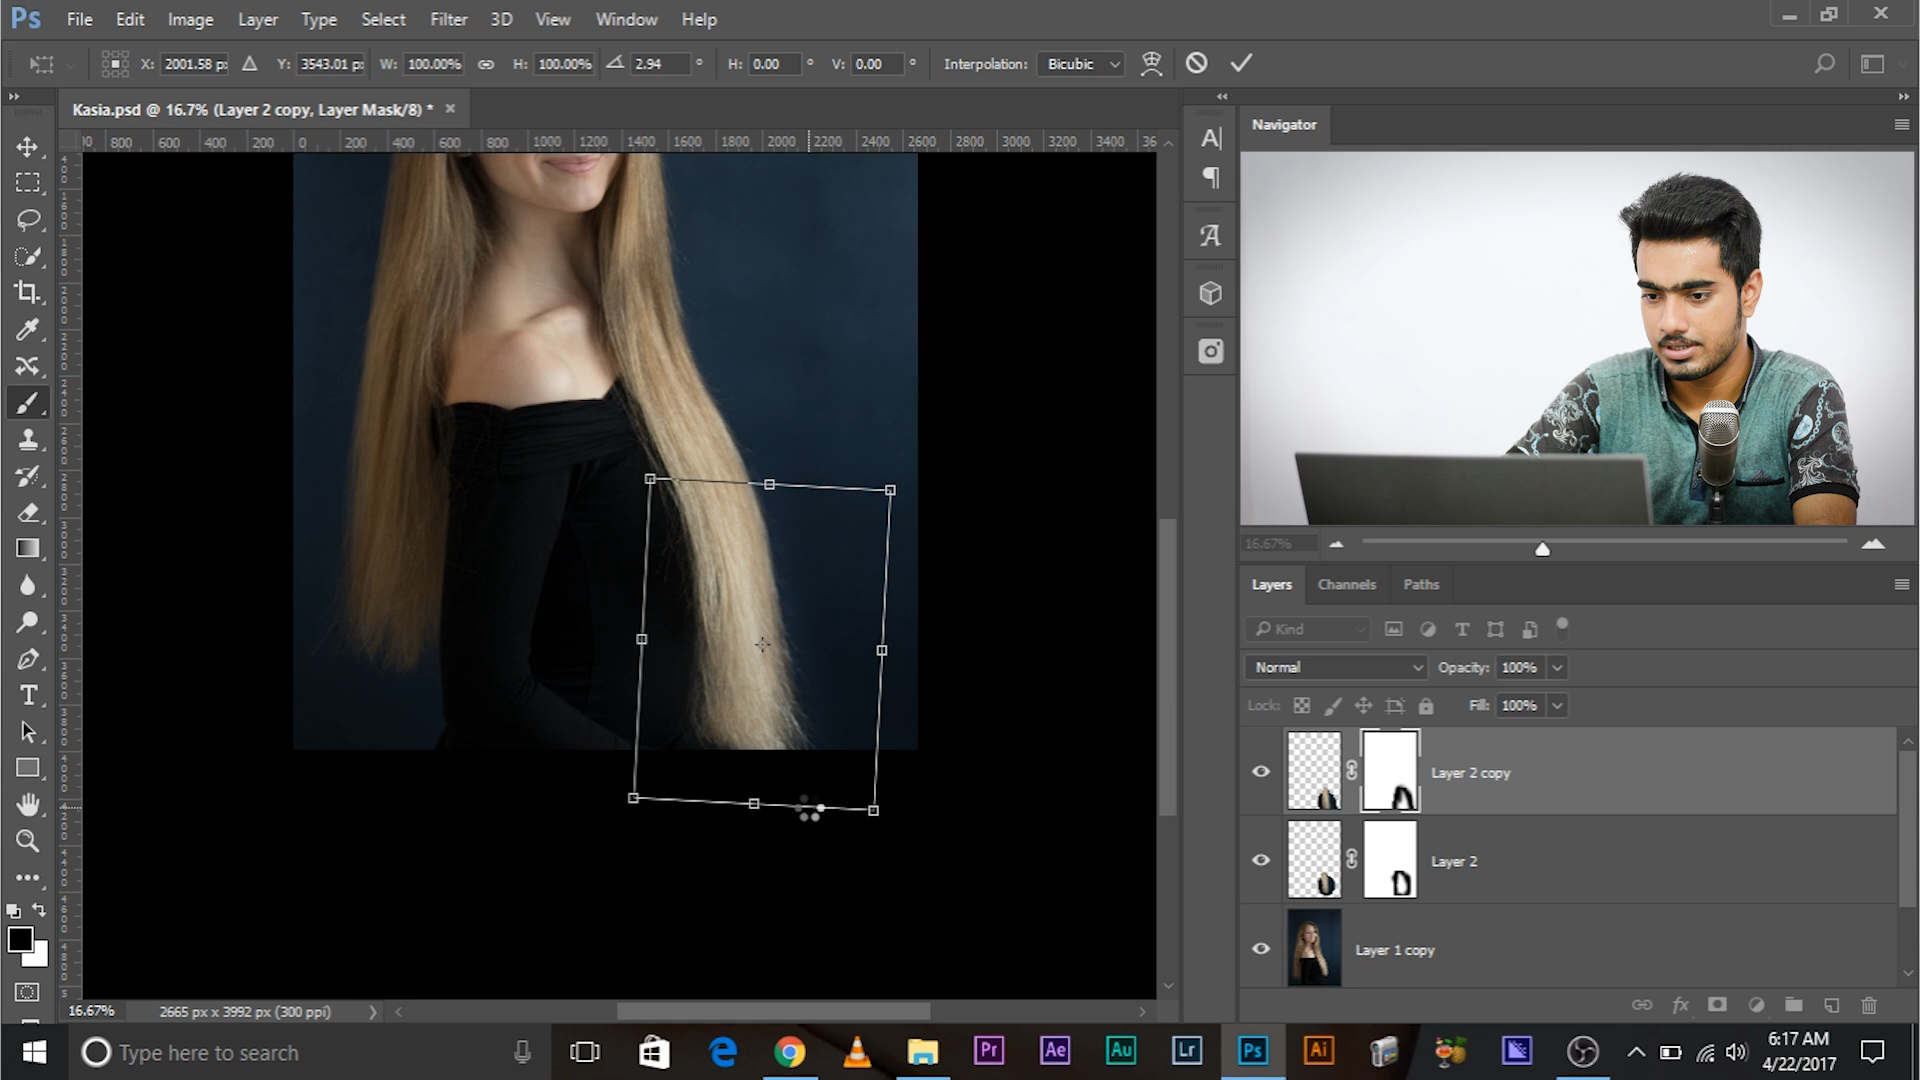 Ps File Edit Image Layer Type Select Filter 3D View Window Help
X: 2001.58 px Y: 3543.01 px W: 100.00% H: 100.00% 2.94 ° H: 0.00 ° V: 0.00 ° Interpolation: Bicubic
Kasia.psd @ 16.7% (Layer 2 copy, Layer Mask/8) *
800 600 400 200 0 200 400 600 800 1000 1200 1400 1600 1800 2000 2200 2400 2600 2800 3000 3200 3400 36
Navigator
16.67%
Layers Channels Paths
Kind
Normal Opacity: 100%
Lock: Fill: 100%
Layer 2 copy
Layer 2
Layer 1 copy
16.67% 2665 px x 3992 px (300 ppi)
Type here to search
Pr Ae Au Lr Ps Ai
6:17 AM
4/22/2017